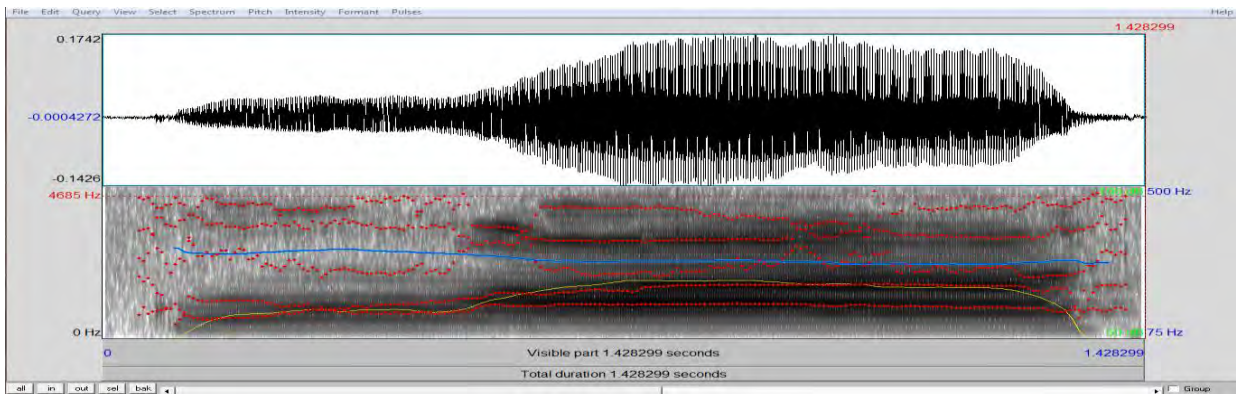 File Edit Query View Select Spectrum Pitch Intensity Formant Pulses Help
1.428299
0.1742
-0.0004272
-0.1426
4685 Hz 500 Hz
0 Hz 75 Hz
0 Visible part 1.428299 seconds 1.428299
Total duration 1.428299 seconds
all in out sel bak Group